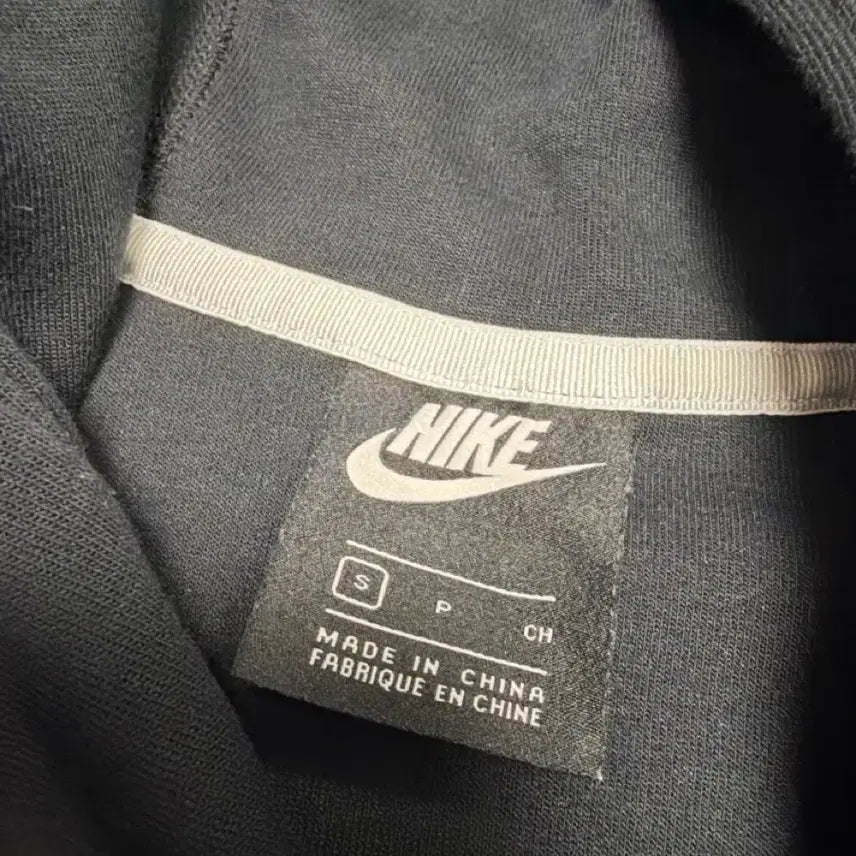 NIKE
S P CH
MADE IN CHINA
FABRIQUE EN CHINE